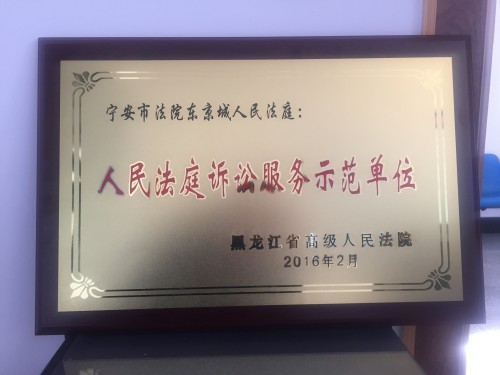 宁安市法院东京城人民法庭：
人民法庭诉讼服务示范单位
黑龙江省高级人民法院
2016年2月